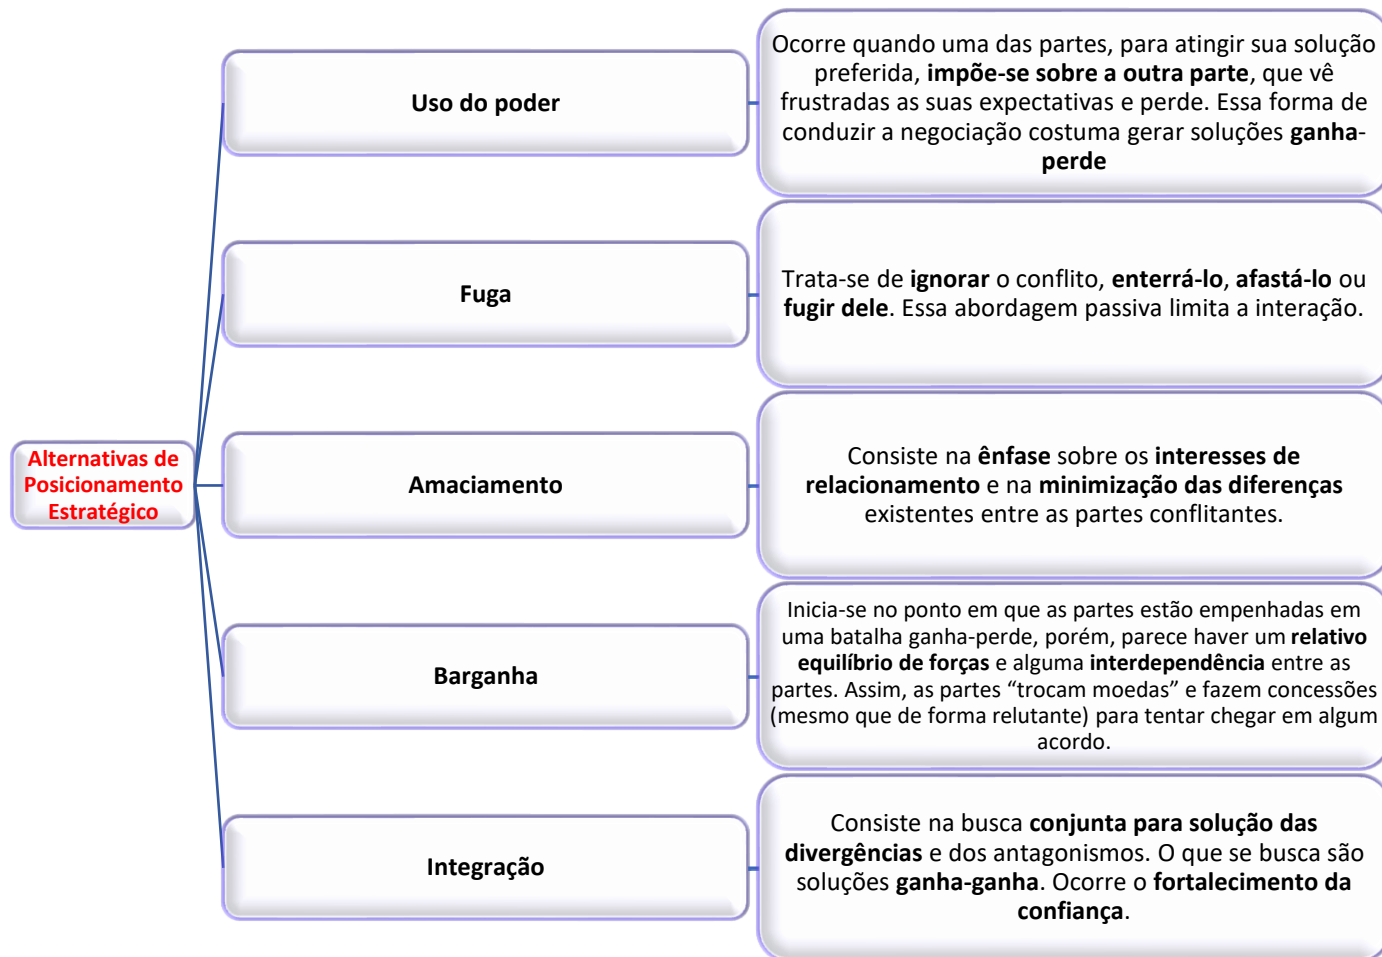 Uso do poder
Ocorre quando uma das partes, para atingir sua solução
preferida, impõe-se sobre a outra parte, que vê
frustradas as suas expectativas e perde. Essa forma de
conduzir a negociação costuma gerar soluções ganha-
perde
Fuga
Trata-se de ignorar o conflito, enterrá-lo, afastá-lo ou
fugir dele. Essa abordagem passiva limita a interação.
Alternativas de
Posicionamento
Estratégico
Amaciamento
Consiste na ênfase sobre os interesses de
relacionamento e na minimização das diferenças
existentes entre as partes conflitantes.
Barganha
Inicia-se no ponto em que as partes estão empenhadas em
uma batalha ganha-perde, porém, parece haver um relativo
equilíbrio de forças e alguma interdependência entre as
partes. Assim, as partes “trocam moedas” e fazem concessões
(mesmo que de forma relutante) para tentar chegar em algum
acordo.
Integração
Consiste na busca conjunta para solução das
divergências e dos antagonismos. O que se busca são
soluções ganha-ganha. Ocorre o fortalecimento da
confiança.